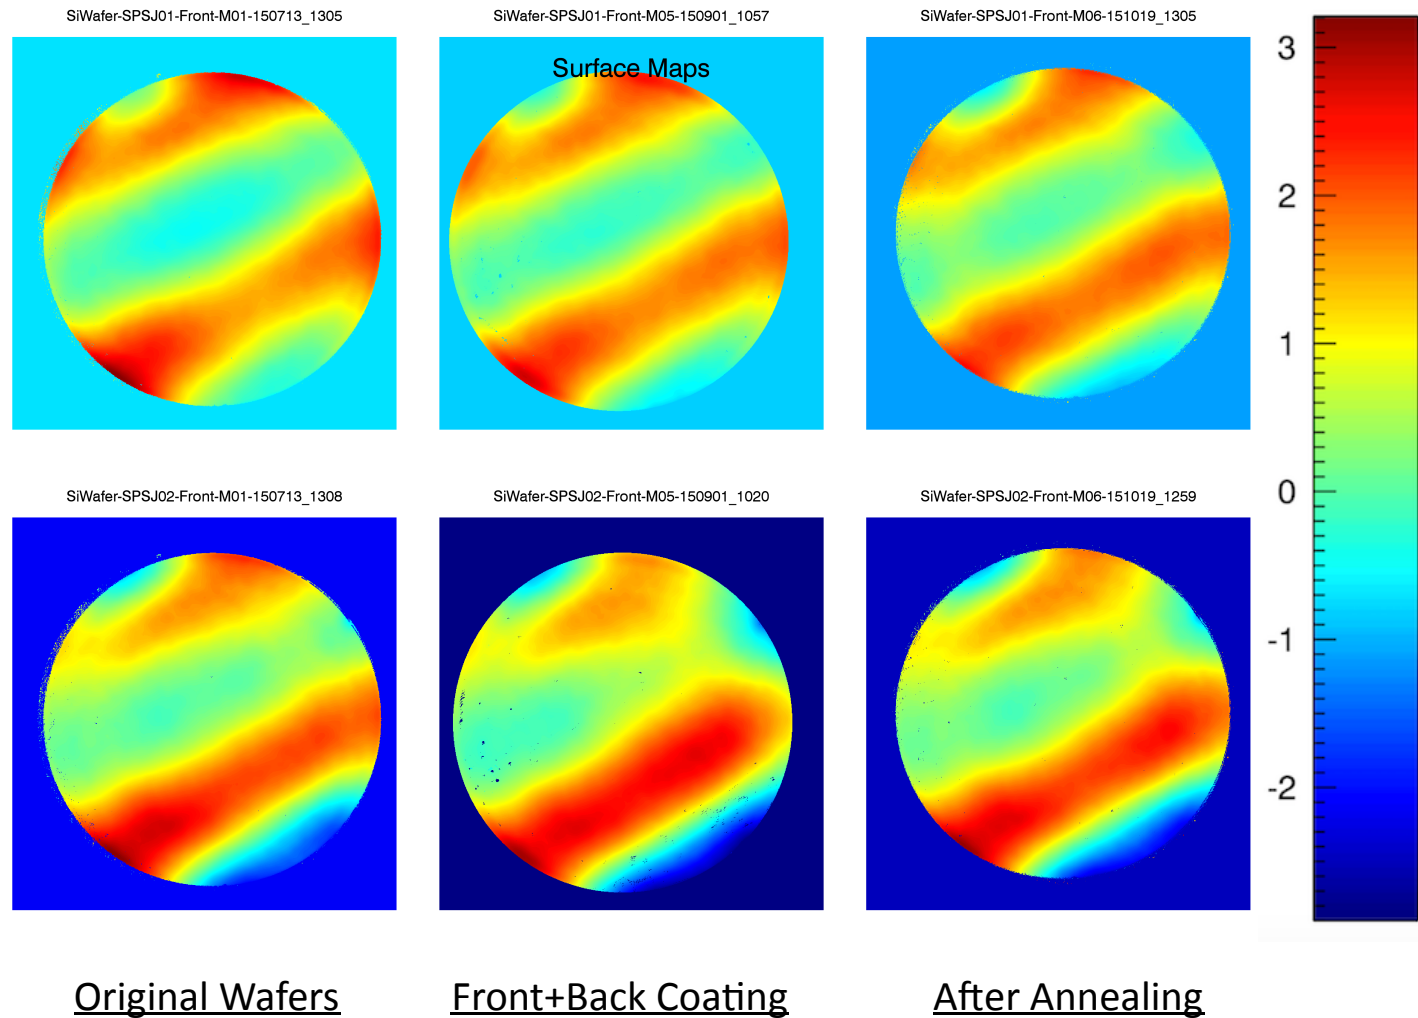 SiWafer-SPSJ01-Front-M01-150713_1305
SiWafer-SPSJ01-Front-M05-150901_1057
SiWafer-SPSJ01-Front-M06-151019_1305
Surface Maps
3
2
1
0
-1
-2
SiWafer-SPSJ02-Front-M01-150713_1308
SiWafer-SPSJ02-Front-M05-150901_1020
SiWafer-SPSJ02-Front-M06-151019_1259
Original Wafers
Front+Back Coating
After Annealing